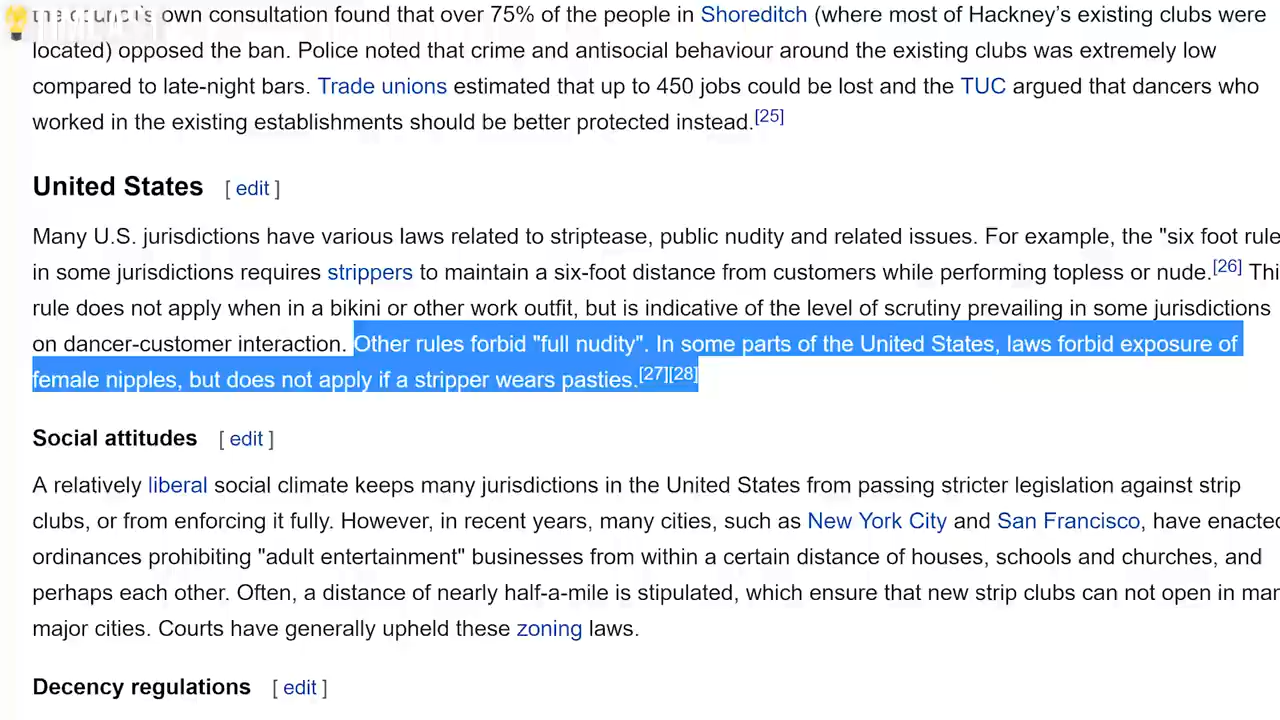 the council's own consultation found that over 75% of the people in Shoreditch (where most of Hackney's existing clubs were
located) opposed the ban. Police noted that crime and antisocial behaviour around the existing clubs was extremely low
compared to late-night bars. Trade unions estimated that up to 450 jobs could be lost and the TUC argued that dancers who
worked in the existing establishments should be better protected instead.[25]
United States [ edit ]
Many U.S. jurisdictions have various laws related to striptease, public nudity and related issues. For example, the "six foot rule
in some jurisdictions requires strippers to maintain a six-foot distance from customers while performing topless or nude.[26] Thi
rule does not apply when in a bikini or other work outfit, but is indicative of the level of scrutiny prevailing in some jurisdictions
on dancer-customer interaction. Other rules forbid "full nudity". In some parts of the United States, laws forbid exposure of
female nipples, but does not apply if a stripper wears pasties.[27][28]
Social attitudes [ edit ]
A relatively liberal social climate keeps many jurisdictions in the United States from passing stricter legislation against strip
clubs, or from enforcing it fully. However, in recent years, many cities, such as New York City and San Francisco, have enacted
ordinances prohibiting "adult entertainment" businesses from within a certain distance of houses, schools and churches, and
perhaps each other. Often, a distance of nearly half-a-mile is stipulated, which ensure that new strip clubs can not open in man
major cities. Courts have generally upheld these zoning laws.
Decency regulations [ edit ]